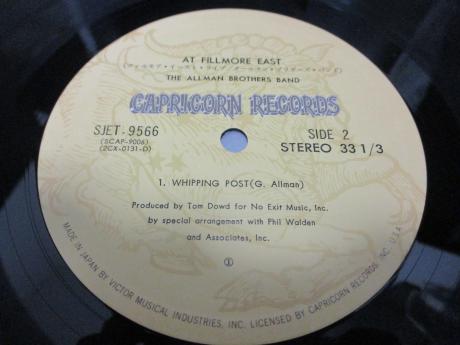 AT FILLMORE EAST
THE ALLMAN BROTHERS BAND
CAPRICORN RECORDS
SJET-9566
(SCAP-9006)
(2CX-0131-D)
SIDE 2
STEREO 33 1/3
1. WHIPPING POST(G. Allman)
Produced by Tom Dowd for No Exit Music, Inc.
by special arrangement with Phil Walden
and Associates, Inc.
MADE IN JAPAN BY VICTOR MUSICAL INDUSTRIES, INC. LICENSED BY CAPRICORN RECORDS INC. U.S.A.